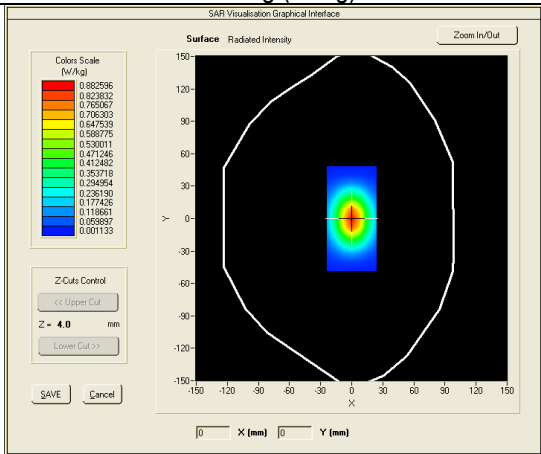 SAR Visualisation Graphical Interface
Surface Radiated Intensity
Zoom In/Out
Colors Scale
(W/kg)
0.882596
0.823832
0.765067
0.706303
0.647539
0.588775
0.530011
0.471246
0.412482
0.353718
0.294954
0.236190
0.177426
0.118661
0.059897
0.001133
Z-Cuts Control
<< Upper Cut
Z = 4.0 mm
Lower Cut >>
SAVE
Cancel
150
120
90
60
30
0
-30
-60
-90
-120
-150
Y
-150 -120 -90 -60 -30 0 30 60 90 120 150
X
0 X (mm) 0 Y (mm)